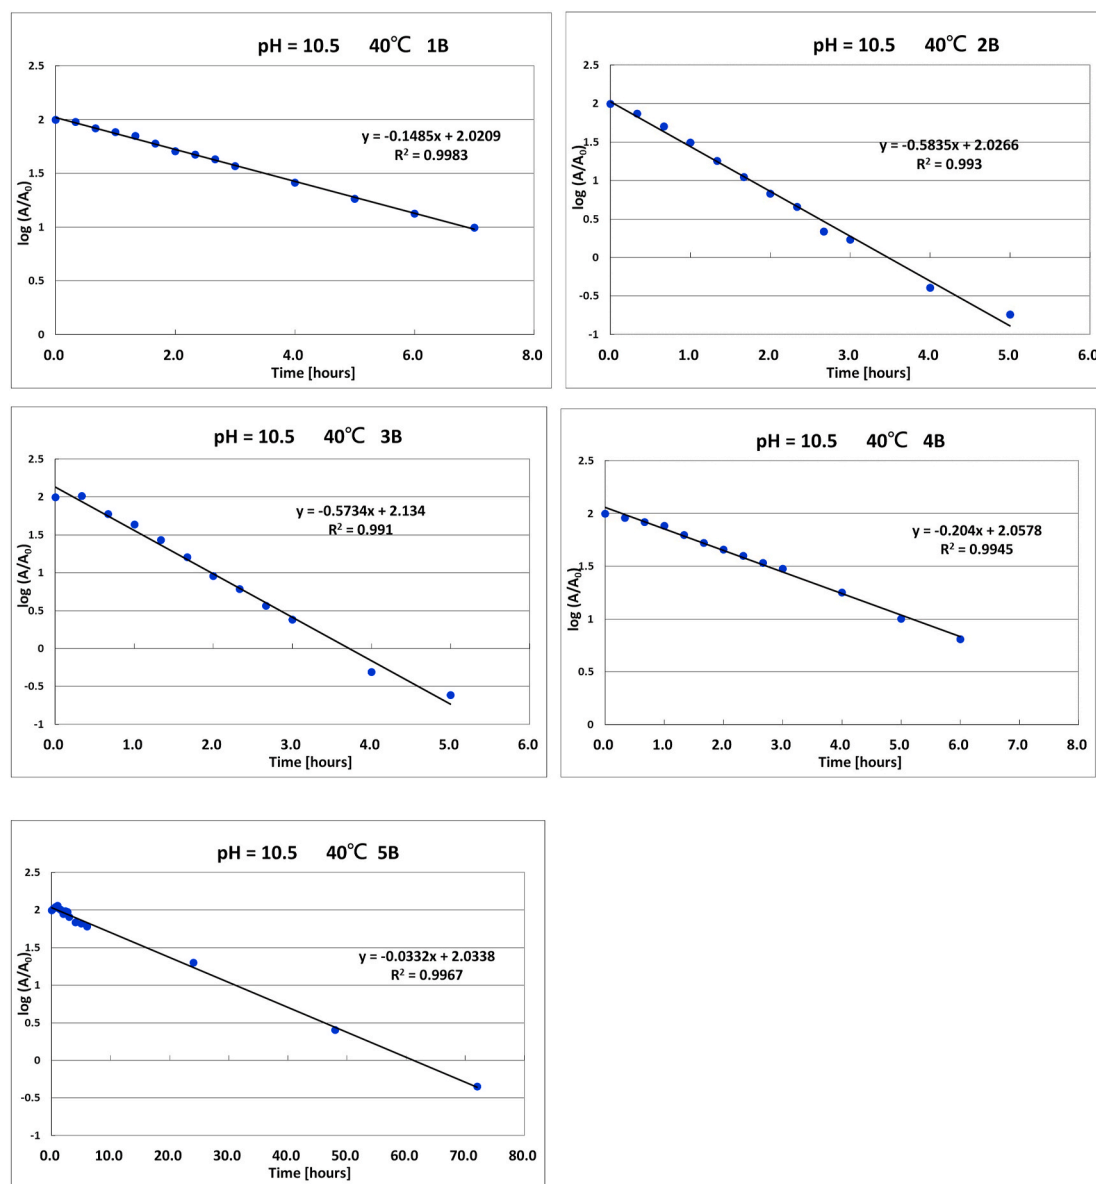 pH = 10.5 40℃ 1B
2.5
2
1.5
1
0.5
0
log (A/A₀)
y = -0.1485x + 2.0209
R² = 0.9983
0.0 2.0 4.0 6.0 8.0
Time [hours]
pH = 10.5 40℃ 2B
2.5
2
1.5
1
0.5
0
-0.5
-1
log (A/A₀)
y = -0.5835x + 2.0266
R² = 0.993
0.0 1.0 2.0 3.0 4.0 5.0 6.0
Time [hours]
pH = 10.5 40℃ 3B
2.5
2
1.5
1
0.5
0
-0.5
-1
log (A/A₀)
y = -0.5734x + 2.134
R² = 0.991
0.0 1.0 2.0 3.0 4.0 5.0 6.0
Time [hours]
pH = 10.5 40℃ 4B
2.5
2
1.5
1
0.5
0
log (A/A₀)
y = -0.204x + 2.0578
R² = 0.9945
0.0 1.0 2.0 3.0 4.0 5.0 6.0 7.0 8.0
Time [hours]
pH = 10.5 40℃ 5B
2.5
2
1.5
1
0.5
0
-0.5
-1
log (A/A₀)
y = -0.0332x + 2.0338
R² = 0.9967
0.0 10.0 20.0 30.0 40.0 50.0 60.0 70.0 80.0
Time [hours]